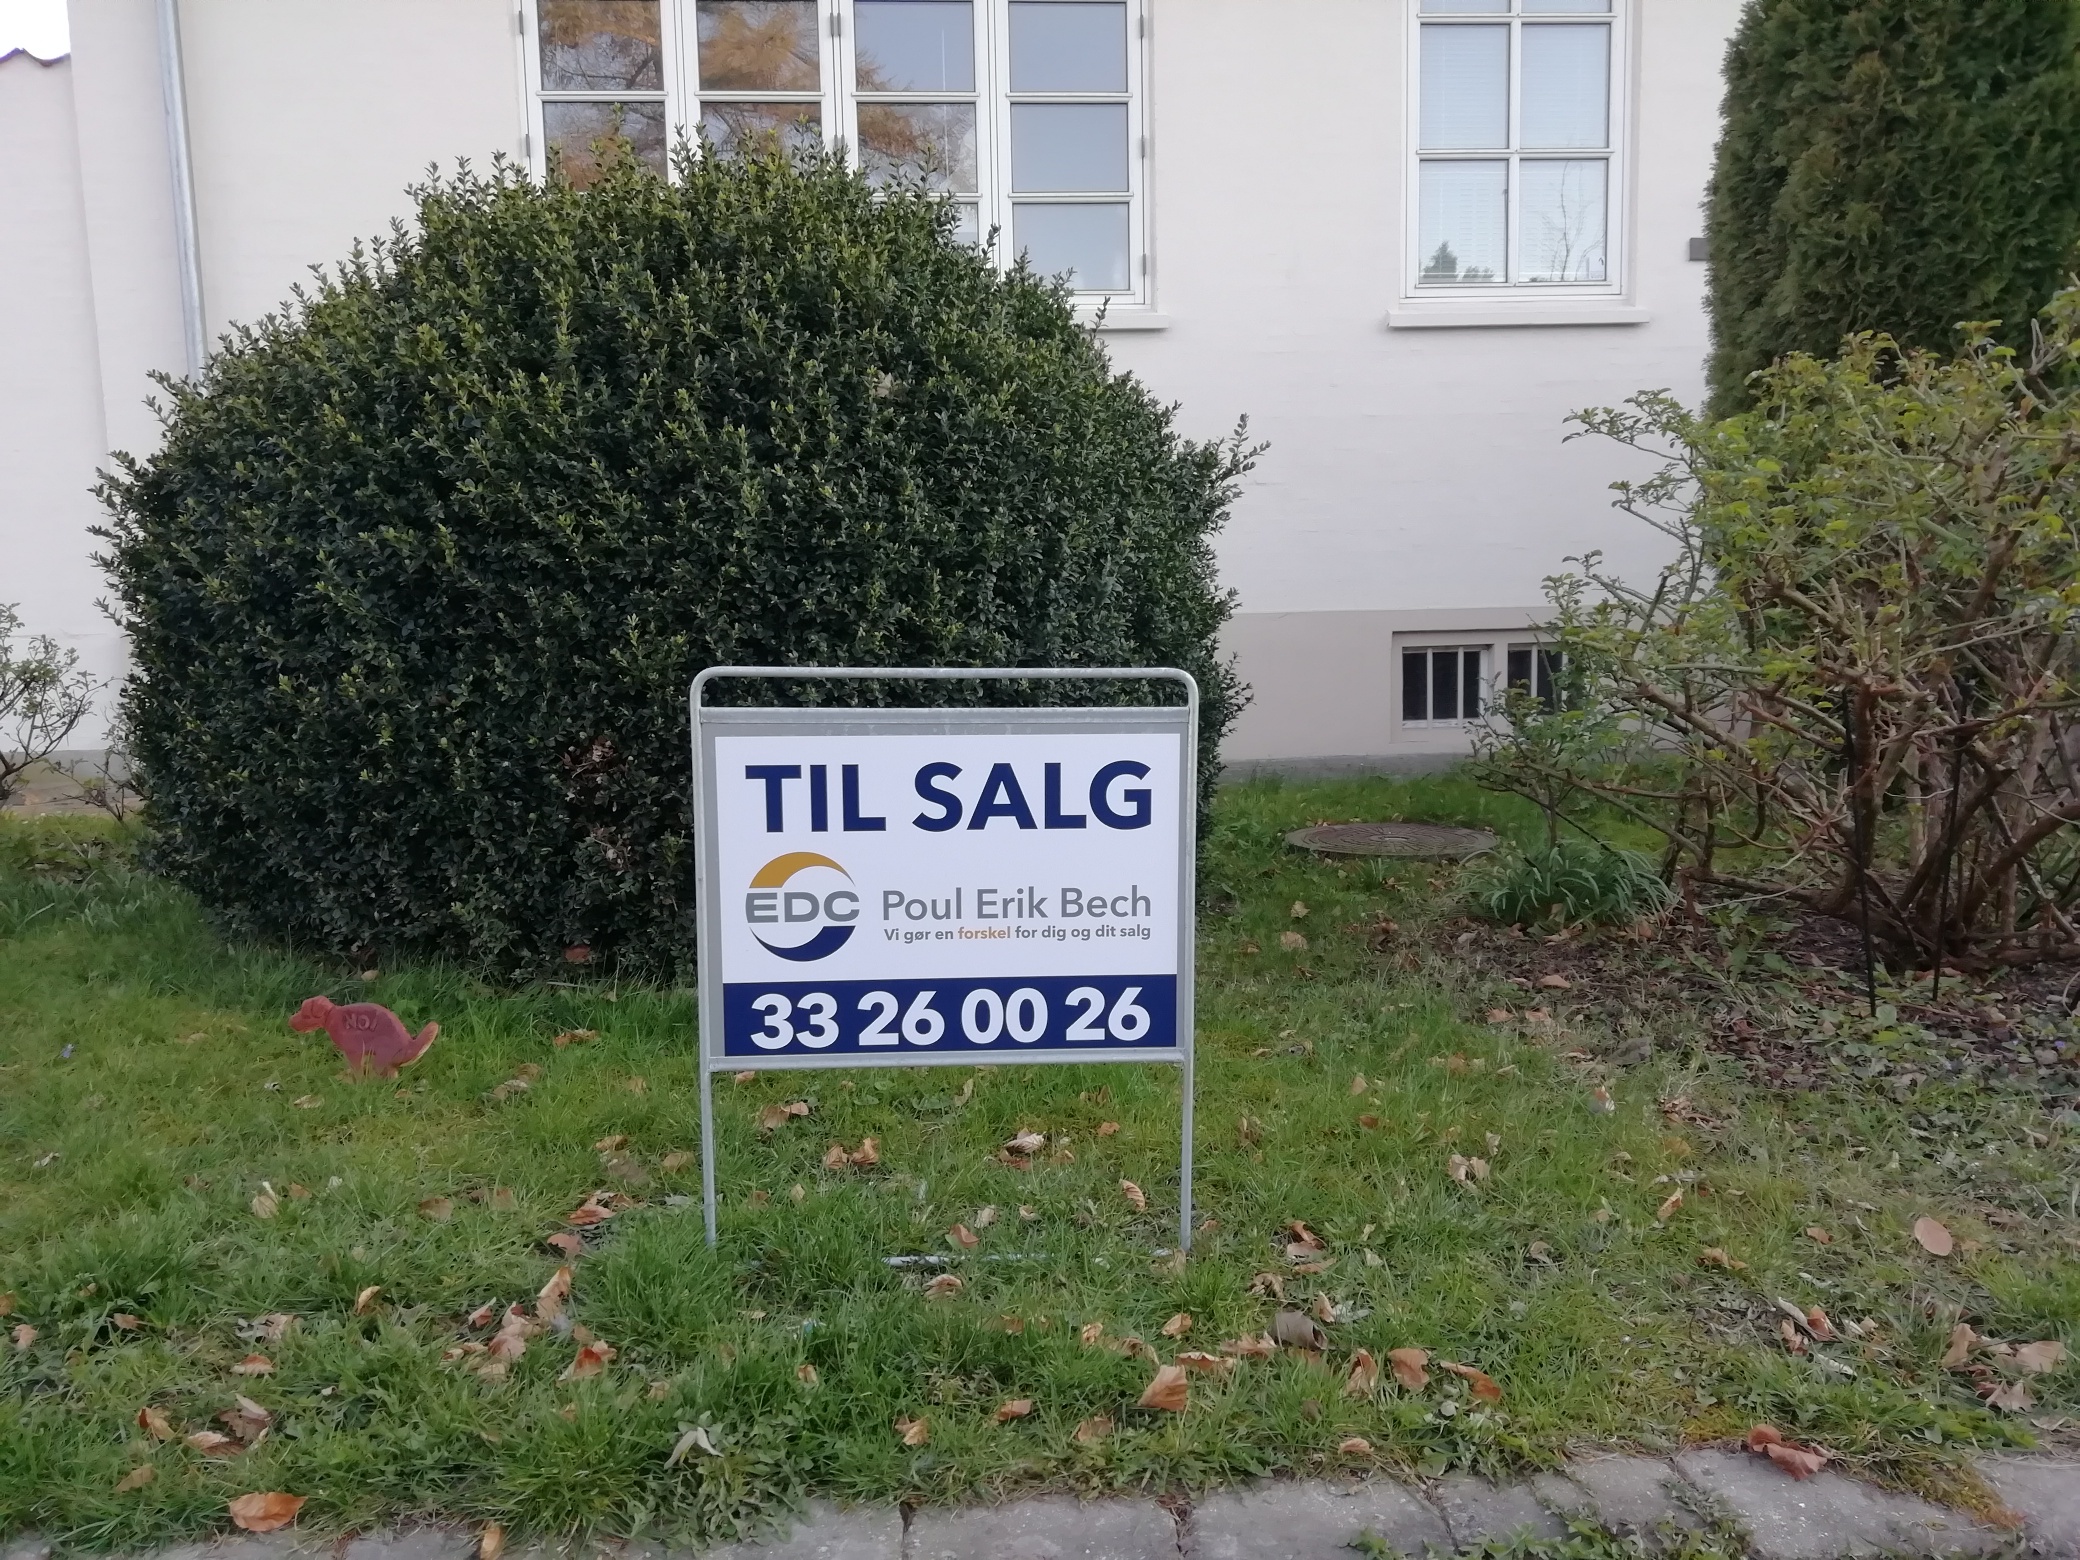 TIL SALG
EDC
Poul Erik Bech
Vi gør en forskel for dig og dit salg
33 26 00 26
NO!